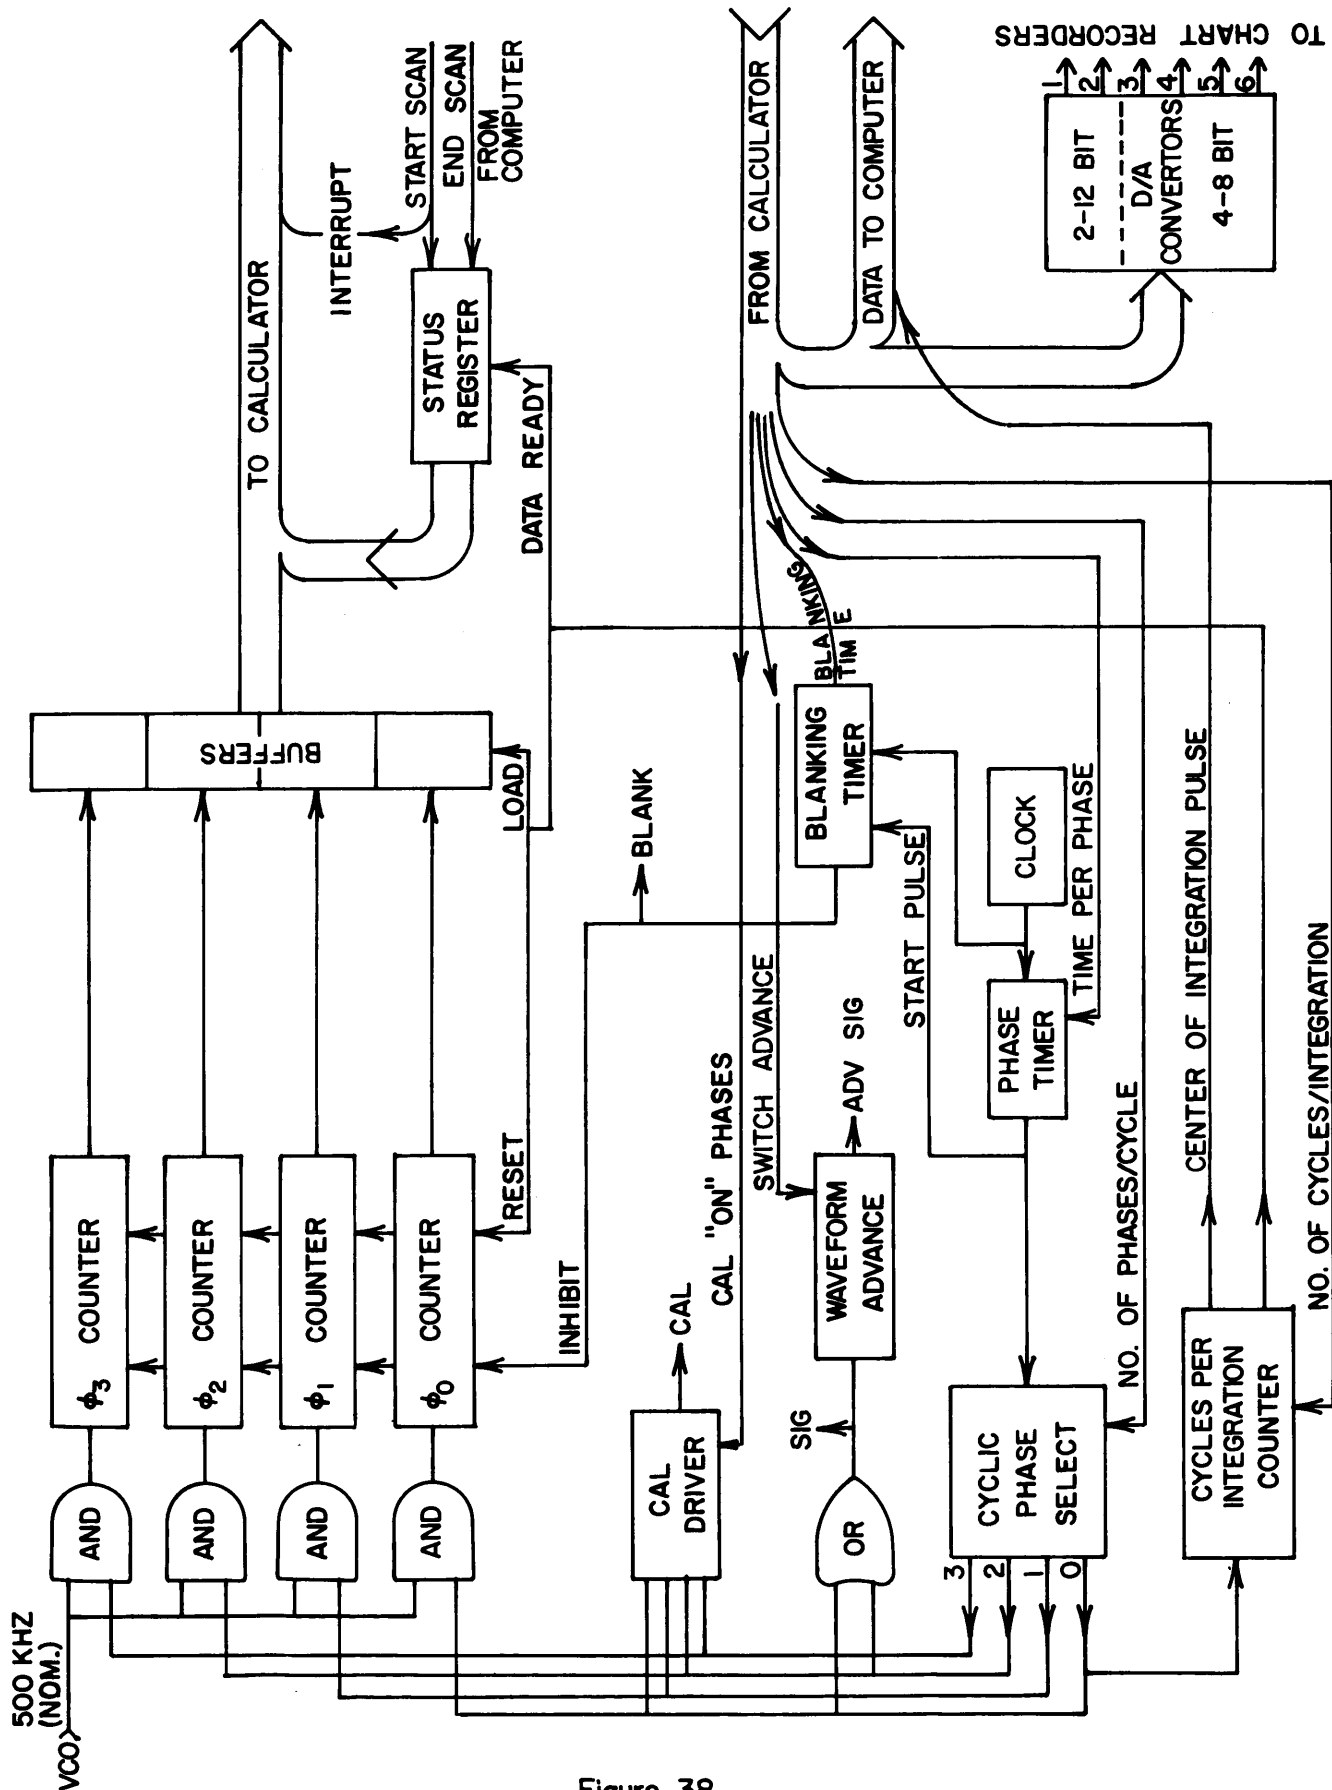 500 KHZ
(NOM.)
VCO
AND
AND
AND
AND
φ3 COUNTER
φ2 COUNTER
φ1 COUNTER
φ0 COUNTER
RESET
INHIBIT
LOAD
BUFFERS
TO CALCULATOR
INTERRUPT
START SCAN
END SCAN
FROM
COMPUTER
STATUS
REGISTER
DATA READY
FROM CALCULATOR
DATA TO COMPUTER
TO CHART RECORDERS
1
2
3
4
5
6
2-12 BIT
D/A
CONVERTORS
4-8 BIT
BLANKING
TIME
BLANKING
TIMER
BLANK
START PULSE
CLOCK
PHASE
TIMER
TIME PER PHASE
CAL "ON" PHASES
SWITCH ADVANCE
CAL
CAL
DRIVER
WAVEFORM
ADVANCE
ADV SIG
SIG
OR
CYCLIC
PHASE
SELECT
3
2
1
0
NO. OF PHASES/CYCLE
CENTER OF INTEGRATION PULSE
CYCLES PER
INTEGRATION
COUNTER
NO. OF CYCLES/INTEGRATION
Figure 38